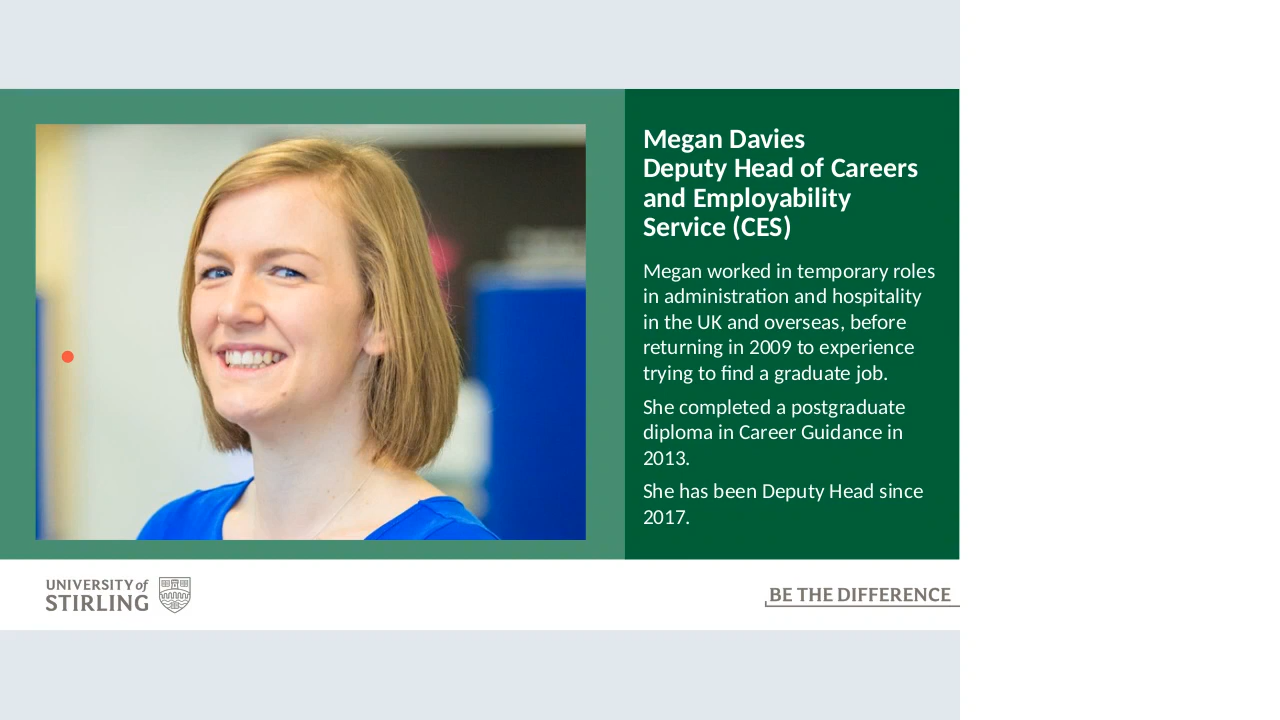 Megan Davies
Deputy Head of Careers
and Employability
Service (CES)
Megan worked in temporary roles
in administration and hospitality
in the UK and overseas, before
returning in 2009 to experience
trying to find a graduate job.
She completed a postgraduate
diploma in Career Guidance in
2013.
She has been Deputy Head since
2017.
UNIVERSITY of
STIRLING
BE THE DIFFERENCE